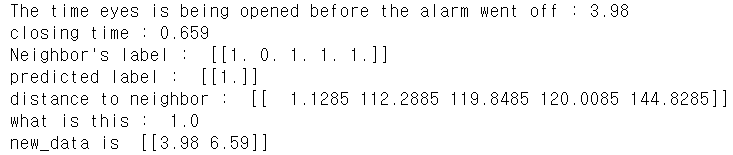 The time eyes is being opened before the alarm went off : 3.98
closing time : 0.659
Neighbor's label :  [[1. 0. 1. 1. 1.]]
predicted label :  [[1.]]
distance to neighbor :  [[  1.1285 112.2885 119.8485 120.0085 144.8285]]
what is this :  1.0
new_data is  [[3.98 6.59]]